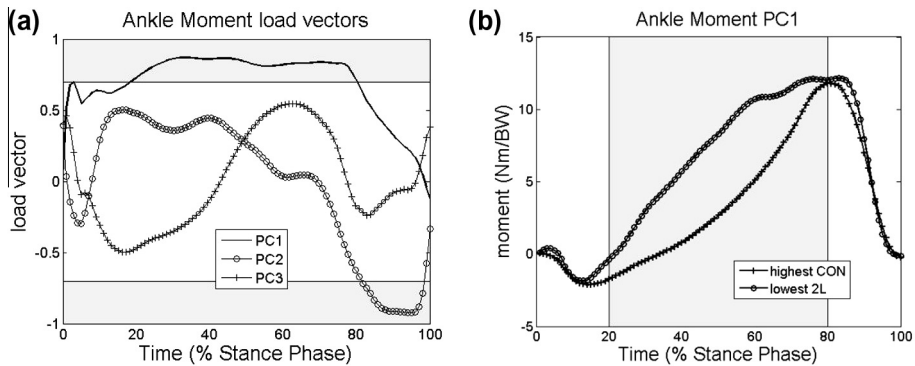 (a)
Ankle Moment load vectors
1
0.5
0
-0.5
-1
load vector
PC1
PC2
PC3
0
20
40
60
80
100
Time (% Stance Phase)
(b)
Ankle Moment PC1
15
10
5
0
-5
moment (Nm/BW)
highest CON
lowest 2L
0
20
40
60
80
100
Time (% Stance Phase)